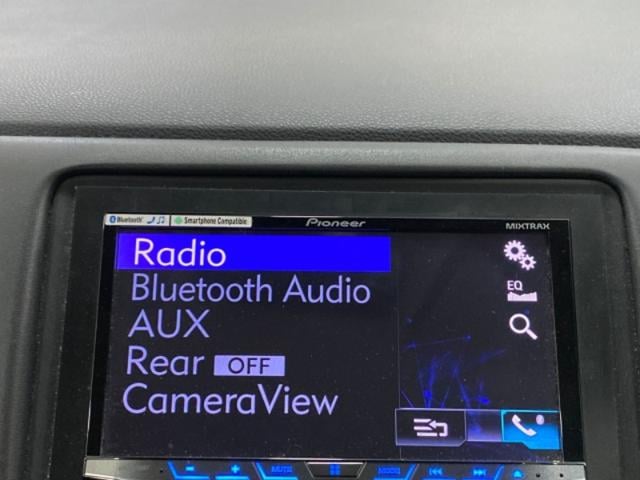 Bluetooth Smartphone Compatible Pioneer MIXTRAX
Radio
Bluetooth Audio
AUX
Rear OFF
CameraView
EQ
MUTE MODE